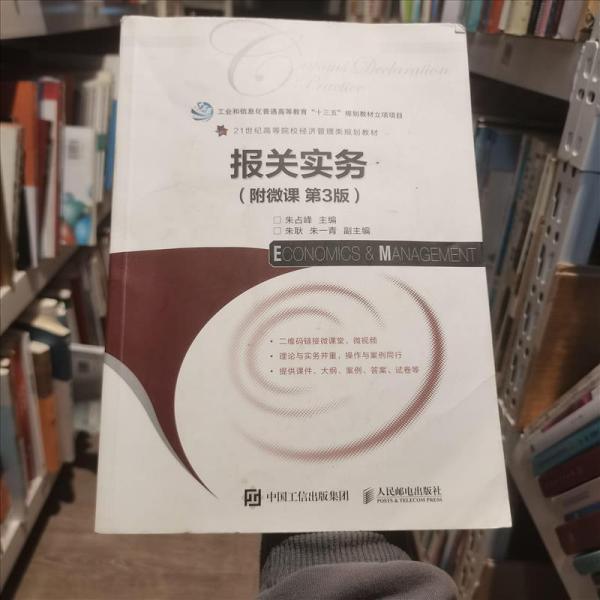 Customs Declaration
Practice
工业和信息化普通高等教育“十三五”规划教材立项项目
21世纪高等院校经济管理类规划教材
报关实务
（附微课 第3版）
□ 朱占峰 主编
□ 朱耿 朱一青 副主编
ECONOMICS & MANAGEMENT
• 二维码链接微课堂、微视频
• 理论与实务并重，操作与案例同行
• 提供课件、大纲、案例、答案、试卷等
中国工信出版集团
人民邮电出版社
POSTS & TELECOM PRESS